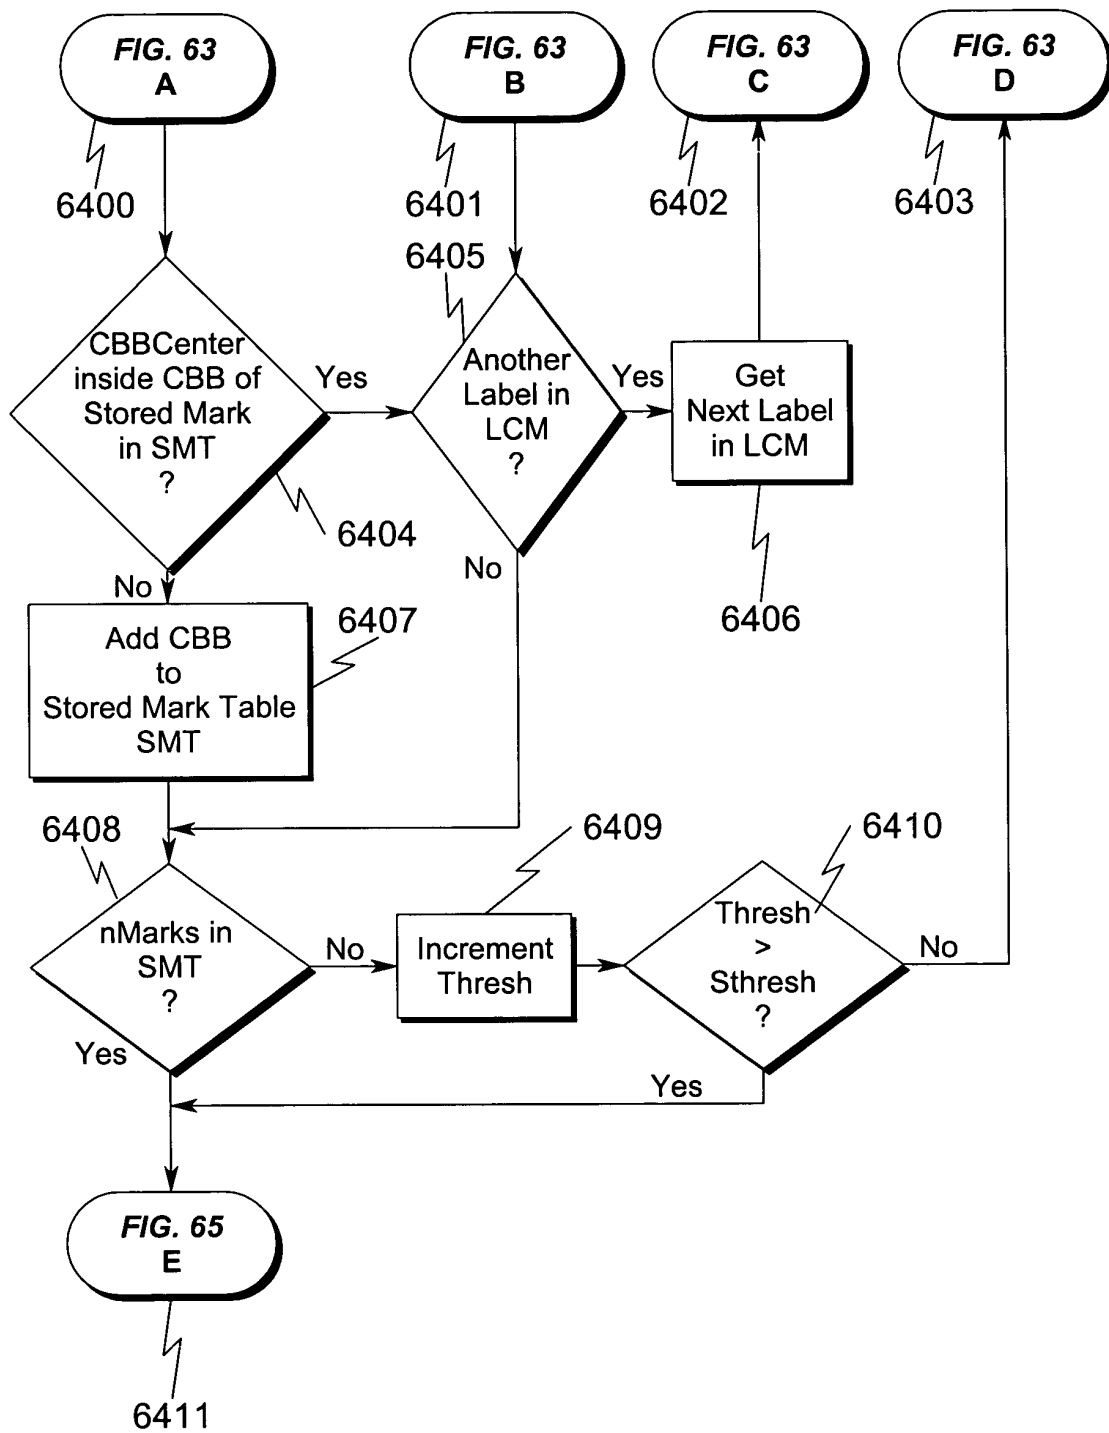 FIG. 63
A
FIG. 63
B
FIG. 63
C
FIG. 63
D
6400
6401
6402
6403
6405
CBBCenter
inside CBB of
Stored Mark
in SMT
?
Yes
Another
Label in
LCM
?
Yes
Get
Next Label
in LCM
6404
No
No
6406
Add CBB
to
Stored Mark Table
SMT
6407
6408
6409
6410
nMarks in
SMT
?
No
Increment
Thresh
Thresh
>
Sthresh
?
No
Yes
Yes
FIG. 65
E
6411